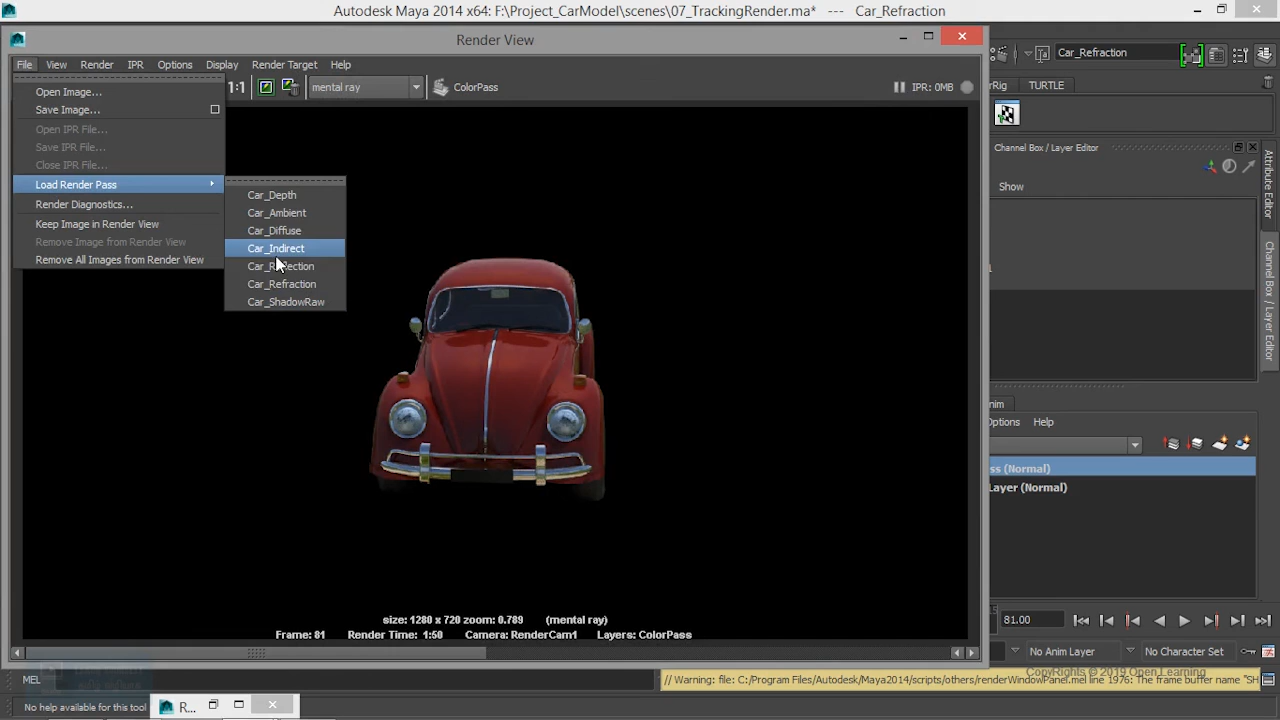 Autodesk Maya 2014 x64: F:\Project_CarModel\scenes\07_TrackingRender.ma* --- Car_Refraction
Render View
File View Render IPR Options Display Render Target Help
1:1 mental ray ColorPass IPR: 0MB
Car_Refraction
TURTLE
Open Image...
Save Image...
Open IPR File...
Save IPR File...
Close IPR File...
Load Render Pass
Render Diagnostics...
Keep Image in Render View
Remove Image from Render View
Remove All Images from Render View
Car_Depth
Car_Ambient
Car_Diffuse
Car_Indirect
Car_Reflection
Car_Refraction
Car_ShadowRaw
Channel Box / Layer Editor
Show
Attribute Editor
Channel Box / Layer Editor
Options Help
ss (Normal)
Layer (Normal)
size: 1280 x 720 zoom: 0.789 (mental ray)
Frame: 81 Render Time: 1:50 Camera: RenderCam1 Layers: ColorPass
81.00
No Anim Layer No Character Set
CopyRights © 2019 Open Learning
MEL
// Warning: file: C:/Program Files/Autodesk/Maya2014/scripts/others/renderWindowPanel.mel line 1976: The frame buffer name "SH
No help available for this tool
R...